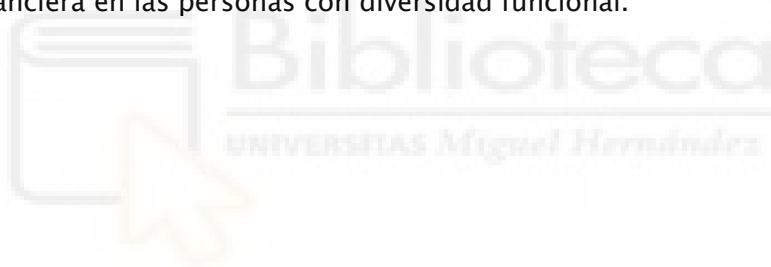 anciera en las personas con diversidad funcional.
Biblioteca
UNIVERSITAS Miguel Hernández